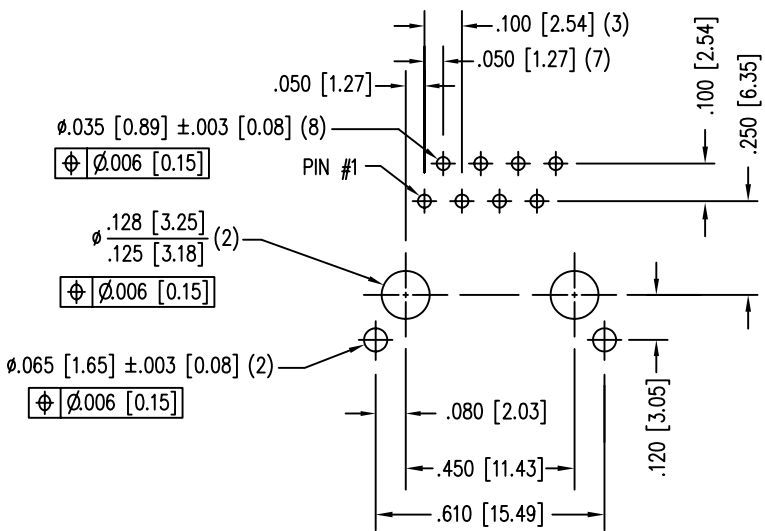 .100 [2.54] (3)
.050 [1.27] (7)
.050 [1.27]
.100 [2.54]
.250 [6.35]
ø.035 [0.89] ±.003 [0.08] (8)
⌖ Ø.006 [0.15]
PIN #1
ø .128 [3.25]
.125 [3.18] (2)
⌖ Ø.006 [0.15]
ø.065 [1.65] ±.003 [0.08] (2)
⌖ Ø.006 [0.15]
.080 [2.03]
.120 [3.05]
.450 [11.43]
.610 [15.49]